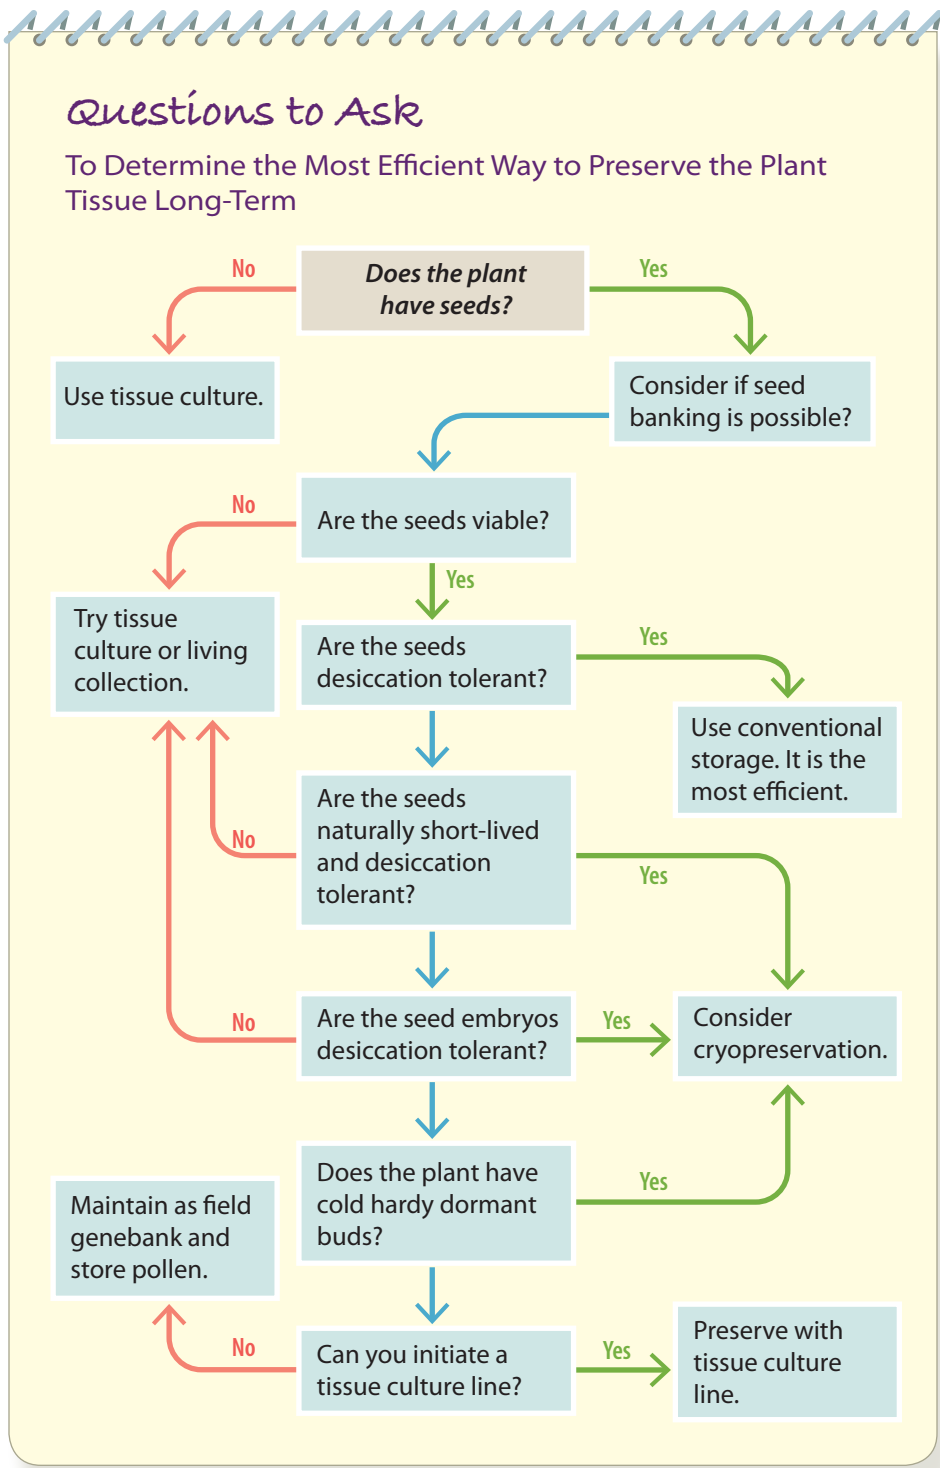 Questions to Ask
To Determine the Most Efficient Way to Preserve the Plant
Tissue Long-Term
No
Does the plant
have seeds?
Yes
Use tissue culture.
Consider if seed
banking is possible?
No
Are the seeds viable?
Yes
Try tissue
culture or living
collection.
Are the seeds
desiccation tolerant?
Yes
Use conventional
storage. It is the
most efficient.
Are the seeds
naturally short-lived
and desiccation
tolerant?
No
Yes
No
Are the seed embryos
desiccation tolerant?
Yes
Consider
cryopreservation.
Does the plant have
cold hardy dormant
buds?
Yes
Maintain as field
genebank and
store pollen.
No
Can you initiate a
tissue culture line?
Yes
Preserve with
tissue culture
line.